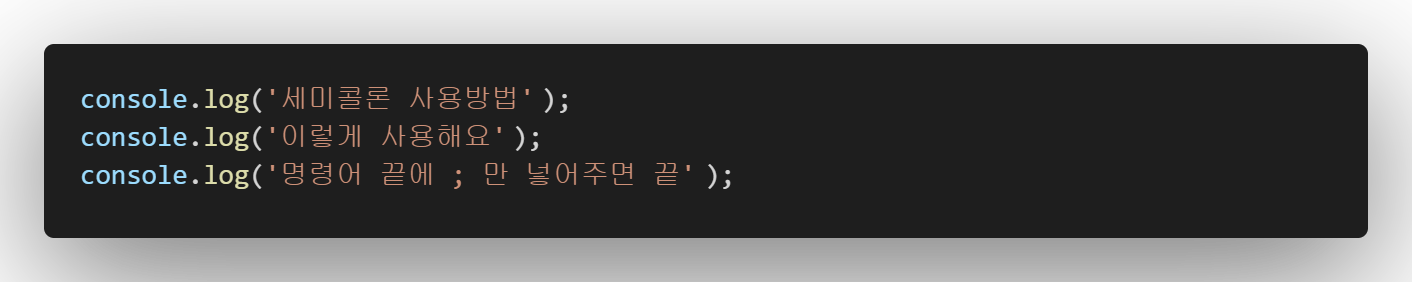 console.log('세미콜론 사용방법');
console.log('이렇게 사용해요');
console.log('명령어 끝에 ; 만 넣어주면 끝');